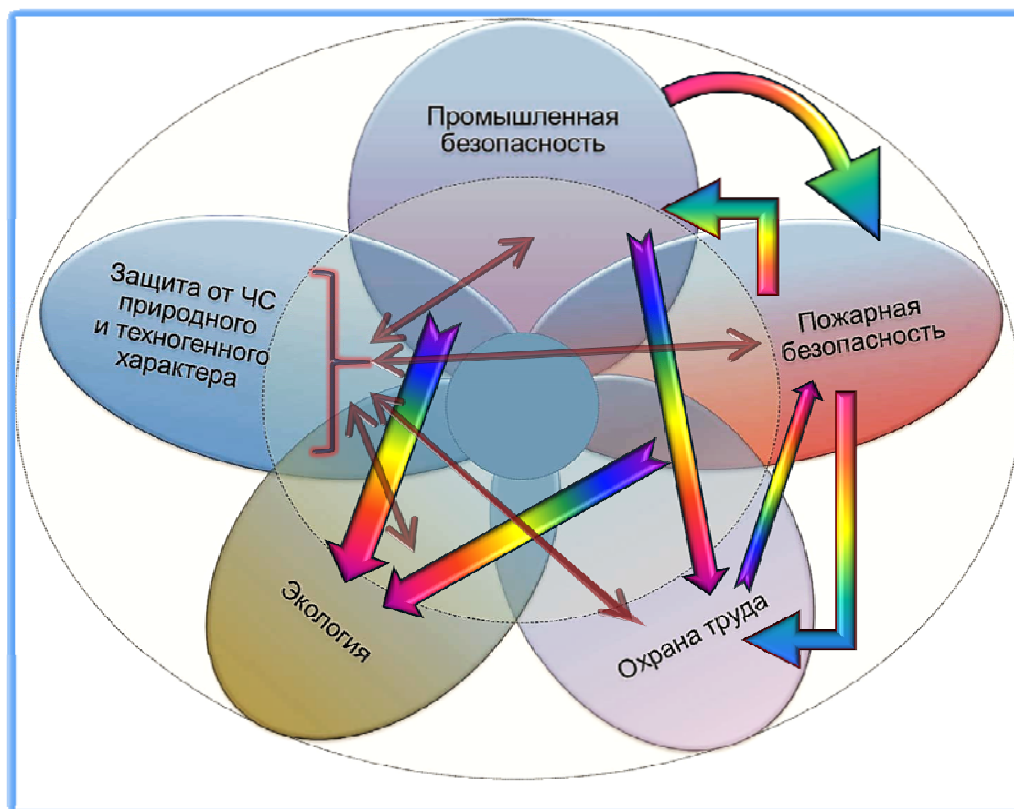 Промышленная
безопасность
Защита от ЧС
природного
и техногенного
характера
Пожарная
безопасность
Экология
Охрана труда